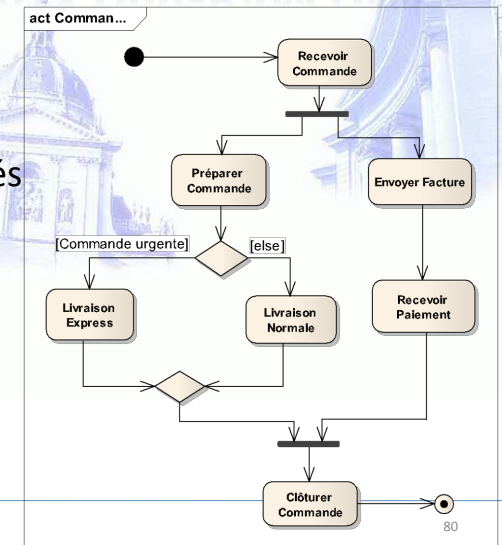 act Comman...
Recevoir
Commande
és
Préparer
Commande
Envoyer Facture
[Commande urgente]
[else]
Livraison
Express
Livraison
Normale
Recevoir
Paiement
Clôturer
Commande
80